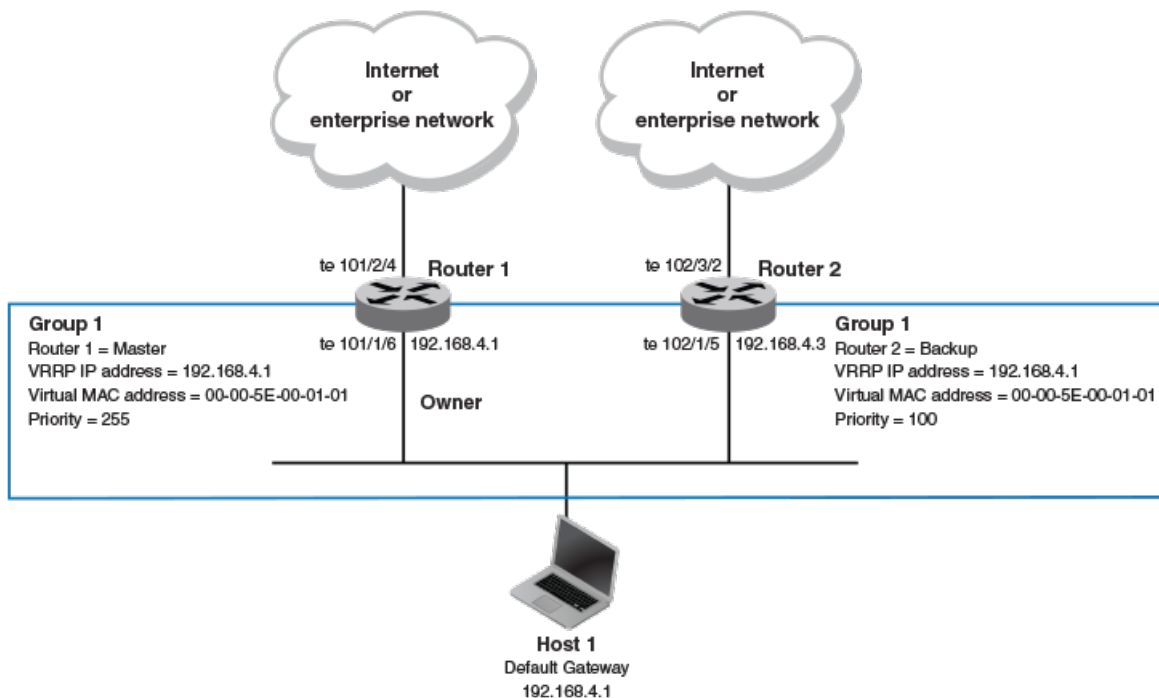 Internet
or
enterprise network
Internet
or
enterprise network
te 101/2/4
Router 1
te 102/3/2
Router 2
Group 1
Router 1 = Master
VRRP IP address = 192.168.4.1
Virtual MAC address = 00-00-5E-00-01-01
Priority = 255
te 101/1/6
192.168.4.1
Owner
te 102/1/5
192.168.4.3
Group 1
Router 2 = Backup
VRRP IP address = 192.168.4.1
Virtual MAC address = 00-00-5E-00-01-01
Priority = 100
Host 1
Default Gateway
192.168.4.1